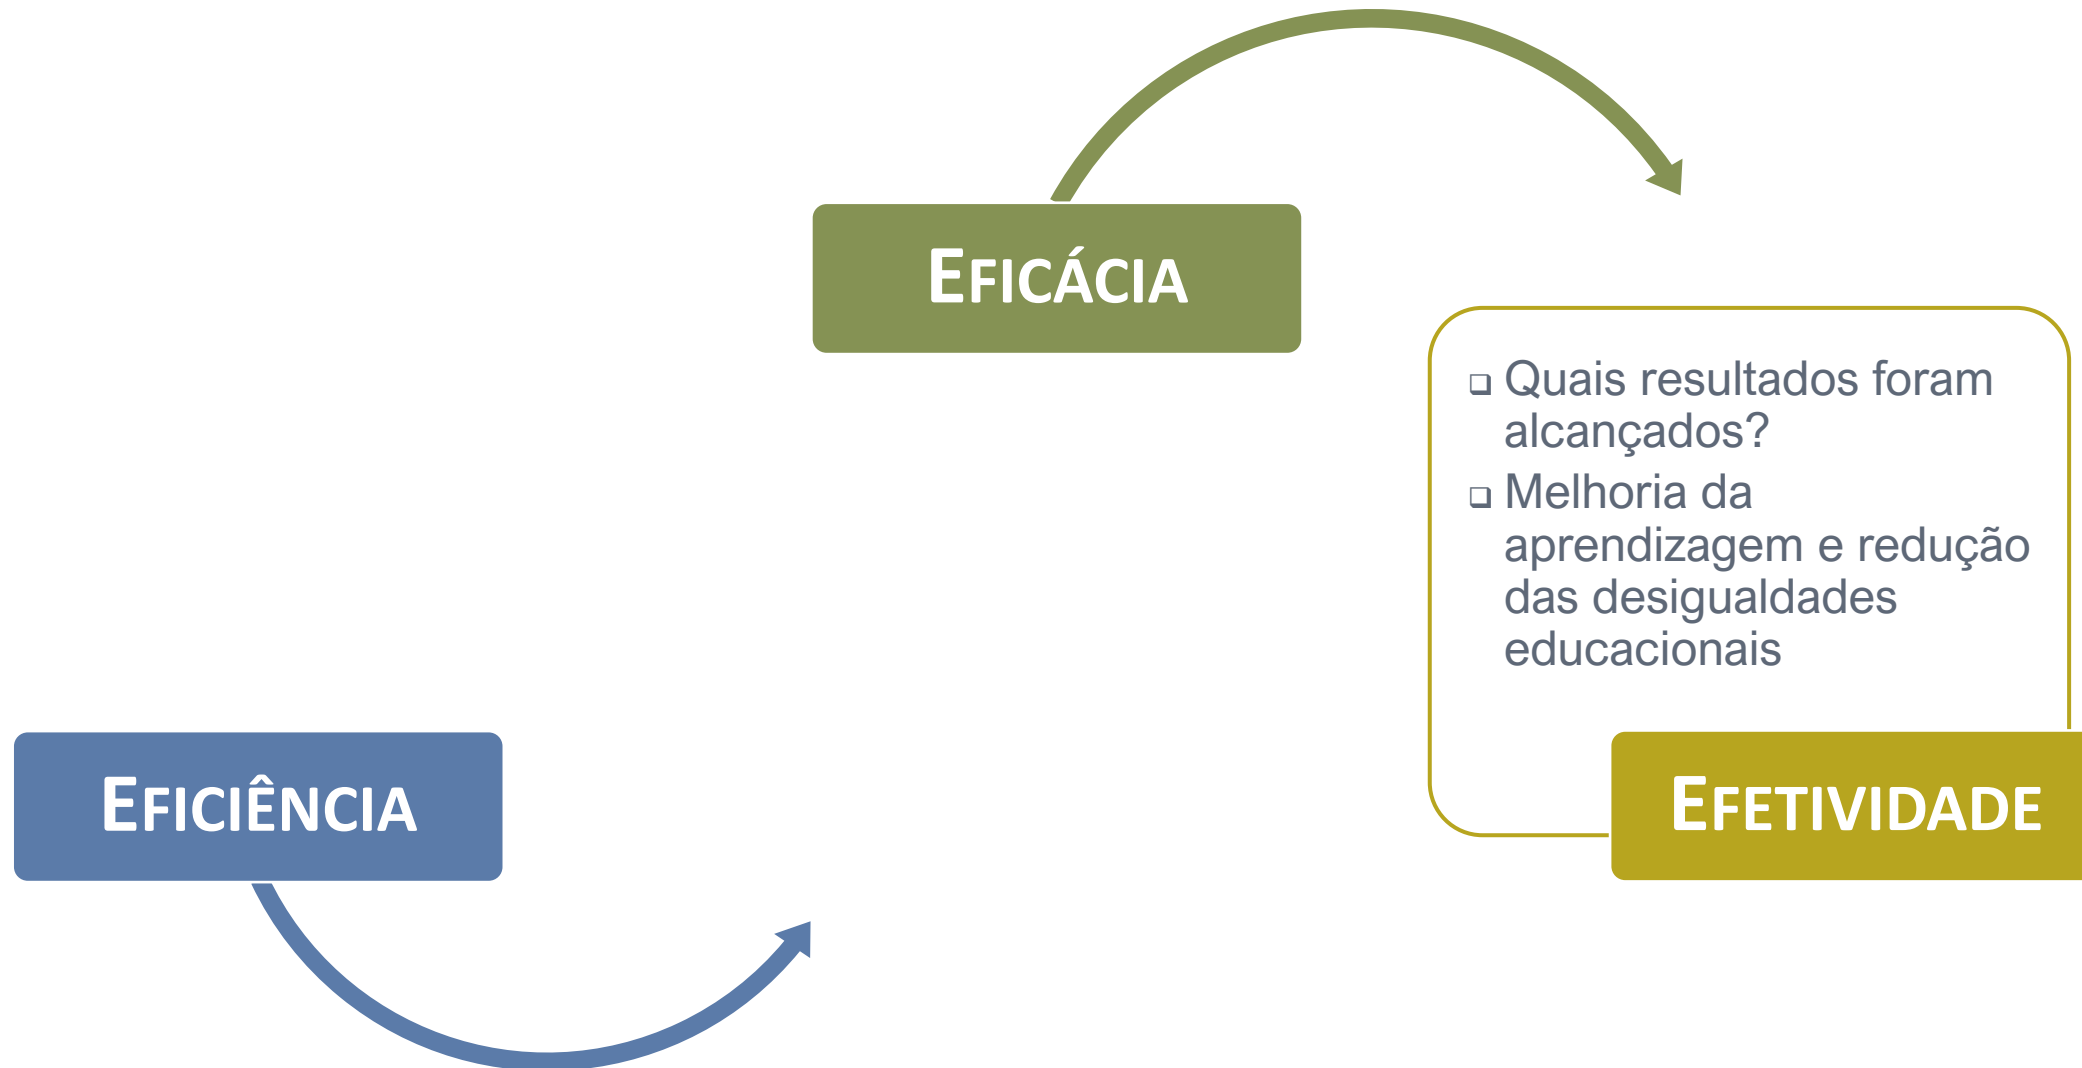 EFICÁCIA
❑ Quais resultados foram
alcançados?
❑ Melhoria da
aprendizagem e redução
das desigualdades
educacionais
EFICIÊNCIA
EFETIVIDADE